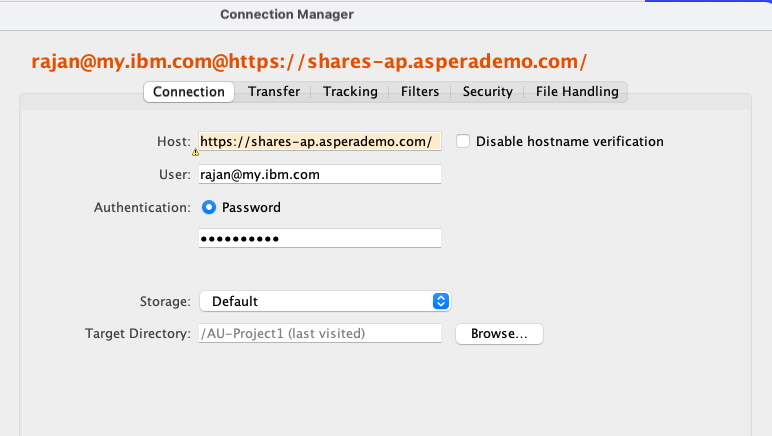 Connection Manager
rajan@my.ibm.com@https://shares-ap.asperademo.com/
Connection Transfer Tracking Filters Security File Handling
Host: https://shares-ap.asperademo.com/ Disable hostname verification
User: rajan@my.ibm.com
Authentication: Password
••••••••••
Storage: Default
Target Directory: /AU-Project1 (last visited) Browse...